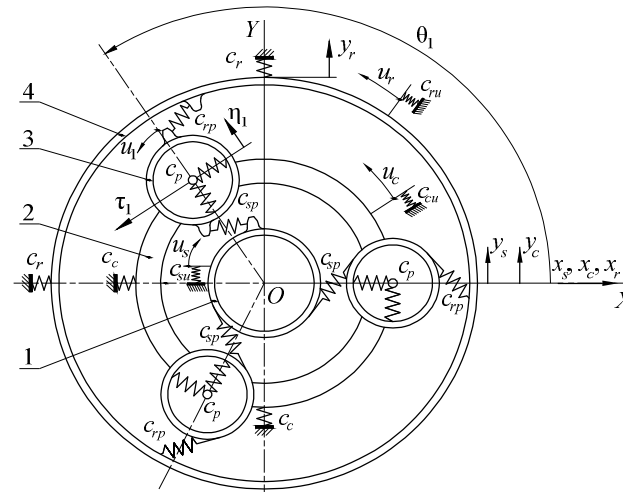 Y
θ₁
c_r
y_r
u_r
c_ru
4
c_rp
η₁
u₁
3
c_p
u_c
c_cu
τ₁
c_sp
2
u_s
y_s
y_c
c_r
c_c
c_su
c_sp
c_p
x_s, x_c, x_r
O
X
c_rp
1
c_sp
c_p
c_c
c_rp